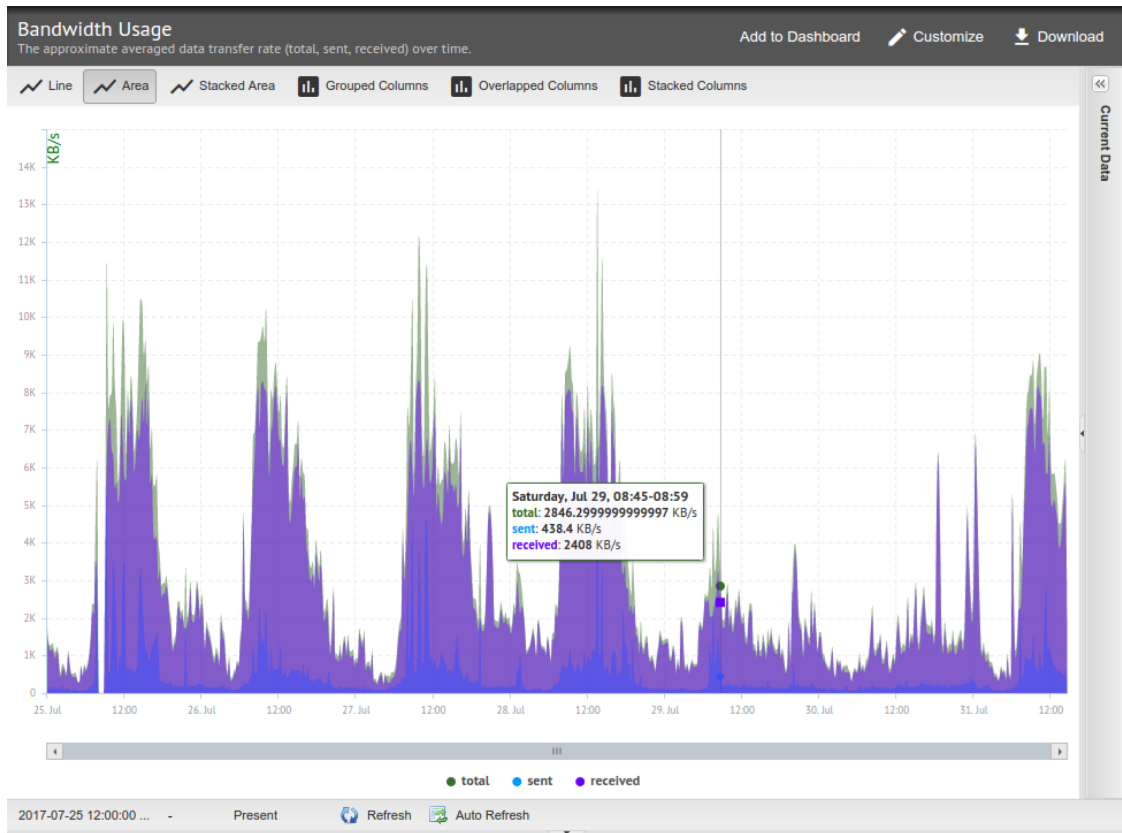 Bandwidth Usage
The approximate averaged data transfer rate (total, sent, received) over time.
Add to Dashboard Customize Download
Line Area Stacked Area Grouped Columns Overlapped Columns Stacked Columns
Current Data
KB/s
14K
13K
12K
11K
10K
9K
8K
7K
6K
5K
4K
3K
2K
1K
0
Saturday, Jul 29, 08:45-08:59
total: 2846.2999999999997 KB/s
sent: 438.4 KB/s
received: 2408 KB/s
25. Jul 12:00 26. Jul 12:00 27. Jul 12:00 28. Jul 12:00 29. Jul 12:00 30. Jul 12:00 31. Jul 12:00
total sent received
2017-07-25 12:00:00 ... - Present Refresh Auto Refresh